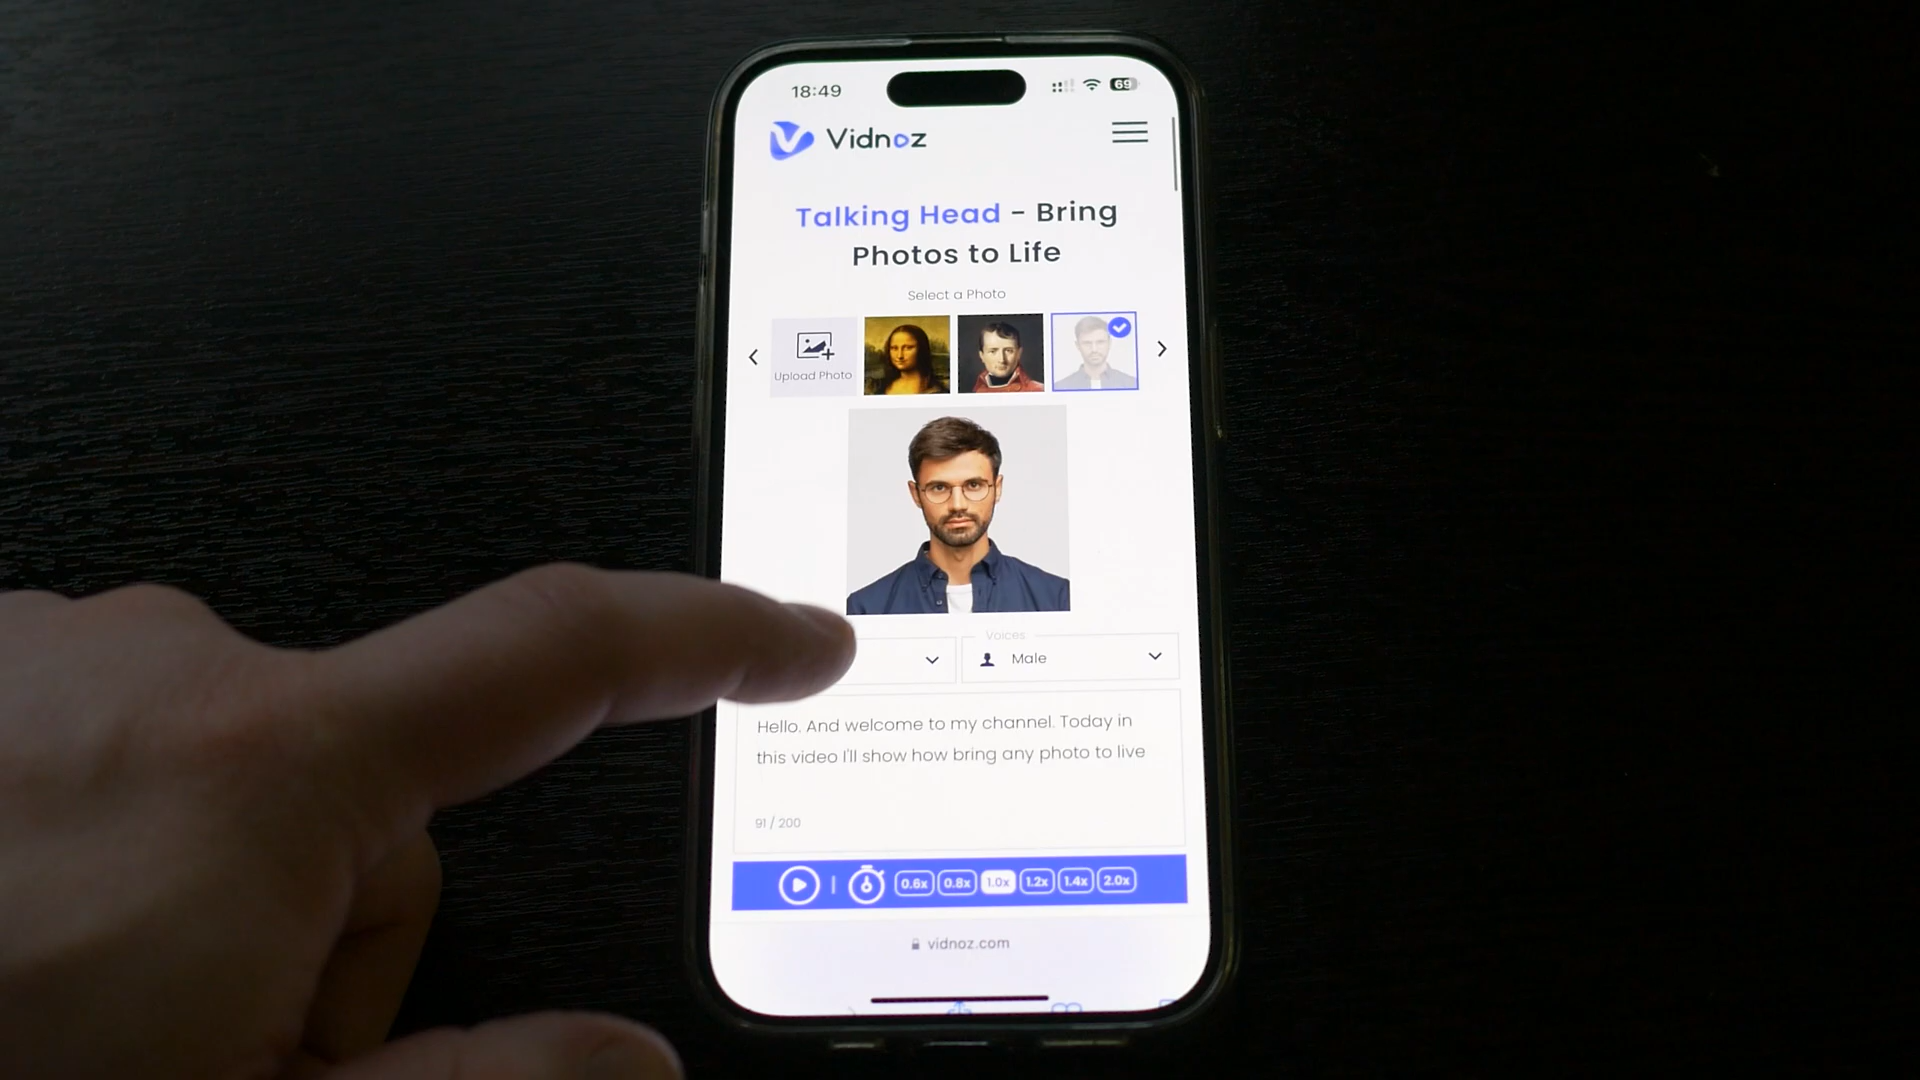 18:49
69
Vidnoz
Talking Head - Bring
Photos to Life
Select a Photo
Upload Photo
Voices
Male
Hello. And welcome to my channel. Today in
this video I'll show how bring any photo to live
91 / 200
0.6x 0.8x 1.0x 1.2x 1.4x 2.0x
vidnoz.com